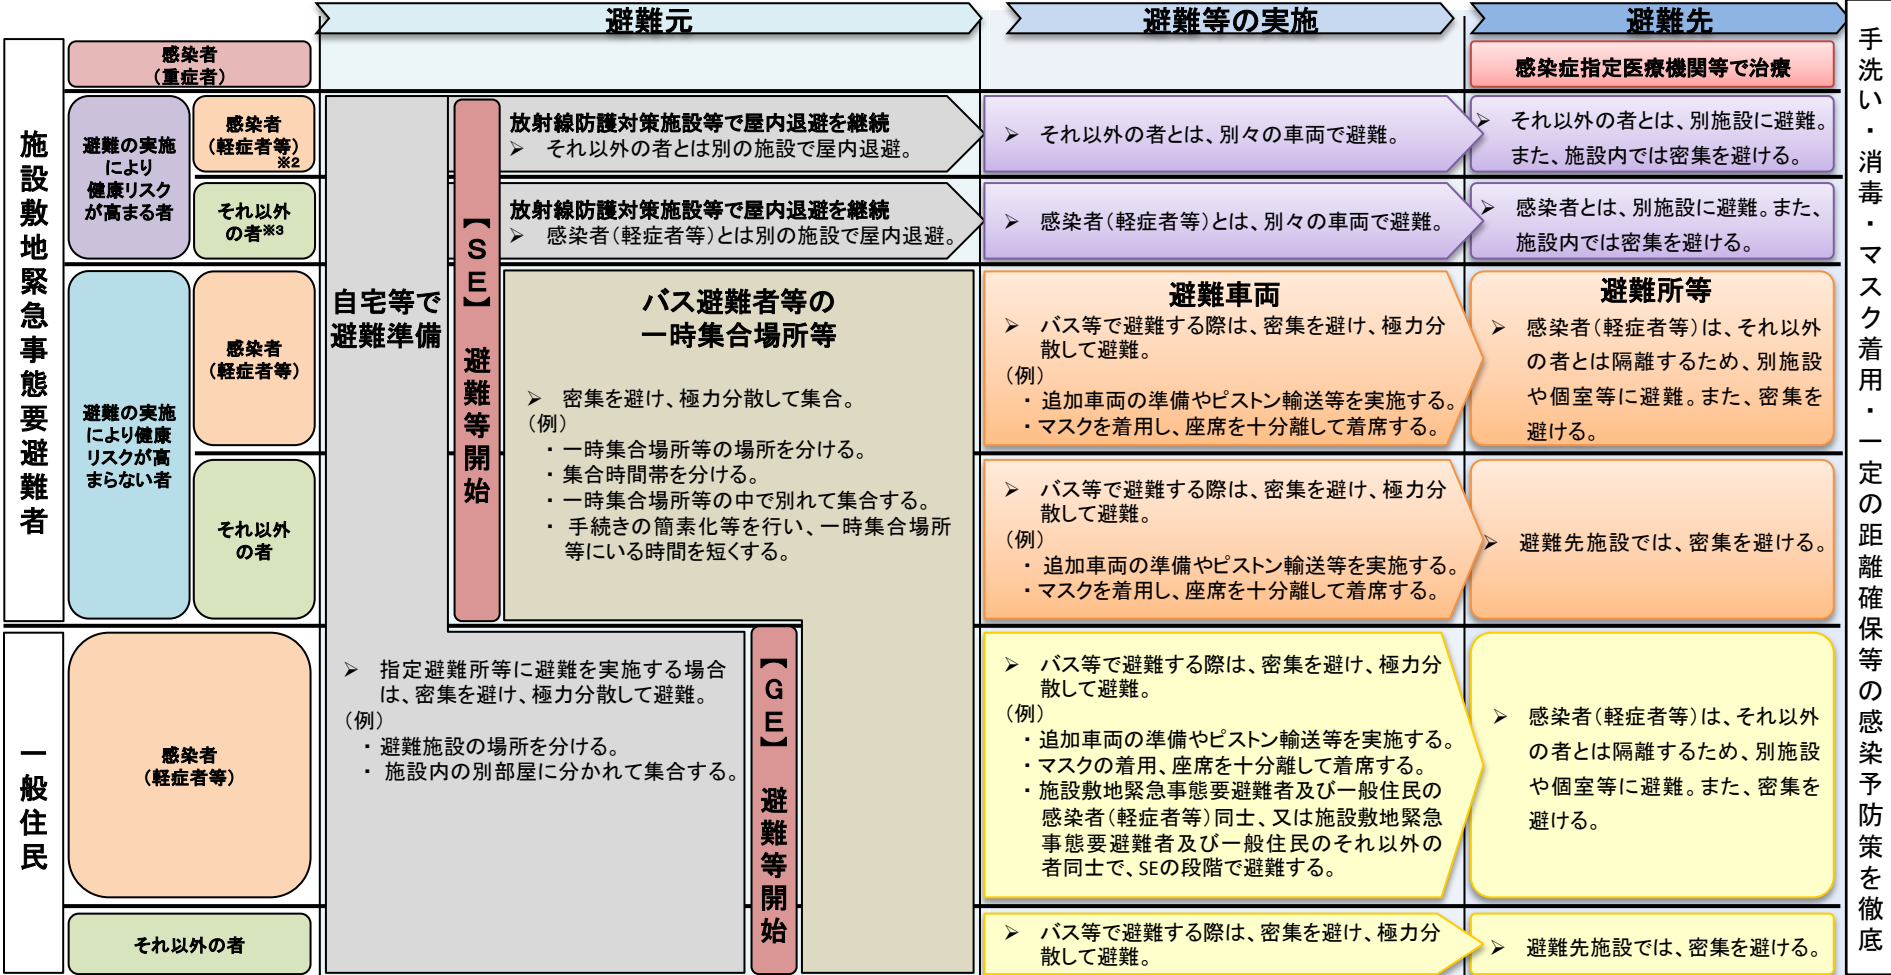 避難元
避難等の実施
避難先
施設敷地緊急事態要避難者
感染者
（重症者）
感染症指定医療機関等で治療
避難の実施
により
健康リスク
が高まる者
感染者
（軽症者等）
※2
それ以外
の者※3
自宅等で
避難準備
【ＳＥ】 避難等開始
放射線防護対策施設等で屋内退避を継続
➢ それ以外の者とは別の施設で屋内退避。
➢ それ以外の者とは、別々の車両で避難。
➢ それ以外の者とは、別施設に避難。
また、施設内では密集を避ける。
放射線防護対策施設等で屋内退避を継続
➢ 感染者（軽症者等）とは別の施設で屋内退避。
➢ 感染者（軽症者等）とは、別々の車両で避難。
➢ 感染者とは、別施設に避難。また、
施設内では密集を避ける。
避難の実施
により健康
リスクが高
まらない者
感染者
（軽症者等）
それ以外
の者
バス避難者等の
一時集合場所等
➢ 密集を避け、極力分散して集合。
（例）
・一時集合場所等の場所を分ける。
・集合時間帯を分ける。
・一時集合場所等の中で別れて集合する。
・ 手続きの簡素化等を行い、一時集合場所
等にいる時間を短くする。
避難車両
➢ バス等で避難する際は、密集を避け、極力分
散して避難。
（例）
・ 追加車両の準備やピストン輸送等を実施する。
・マスクを着用し、座席を十分離して着席する。
避難所等
➢ 感染者（軽症者等）は、それ以外
の者とは隔離するため、別施設
や個室等に避難。また、密集を
避ける。
➢ バス等で避難する際は、密集を避け、極力分
散して避難。
（例）
・ 追加車両の準備やピストン輸送等を実施する。
・マスクを着用し、座席を十分離して着席する。
➢ 避難先施設では、密集を避ける。
一般住民
感染者
（軽症者等）
それ以外の者
➢ 指定避難所等に避難を実施する場合
は、密集を避け、極力分散して避難。
（例）
・避難施設の場所を分ける。
・ 施設内の別部屋に分かれて集合する。
【ＧＥ】 避難等開始
➢ バス等で避難する際は、密集を避け、極力分
散して避難。
（例）
・追加車両の準備やピストン輸送等を実施する。
・マスクの着用、座席を十分離して着席する。
・施設敷地緊急事態要避難者及び一般住民の
感染者（軽症者等）同士、又は施設敷地緊急
事態要避難者及び一般住民のそれ以外の
者同士で、SEの段階で避難する。
➢ 感染者（軽症者等）は、それ以外
の者とは隔離するため、別施設
や個室等に避難。また、密集を
避ける。
➢ バス等で避難する際は、密集を避け、極力分
散して避難。
➢ 避難先施設では、密集を避ける。
手洗い・消毒・マスク着用・一定の距離確保等の感染予防策を徹底